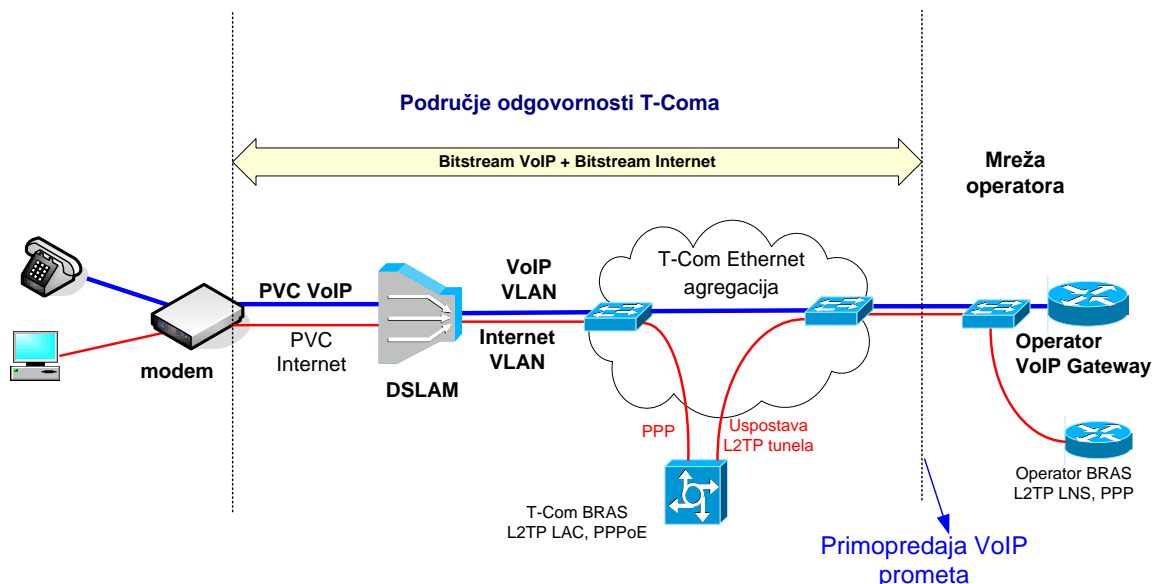 Područje odgovornosti T-Coma
Bitstream VoIP + Bitstream Internet
Mreža
operatora
PVC VoIP
PVC
Internet
modem
DSLAM
VoIP
VLAN
Internet
VLAN
T-Com Ethernet
agregacija
PPP
Uspostava
L2TP tunela
T-Com BRAS
L2TP LAC, PPPoE
Operator
VoIP Gateway
Operator BRAS
L2TP LNS, PPP
Primopredaja VoIP
prometa